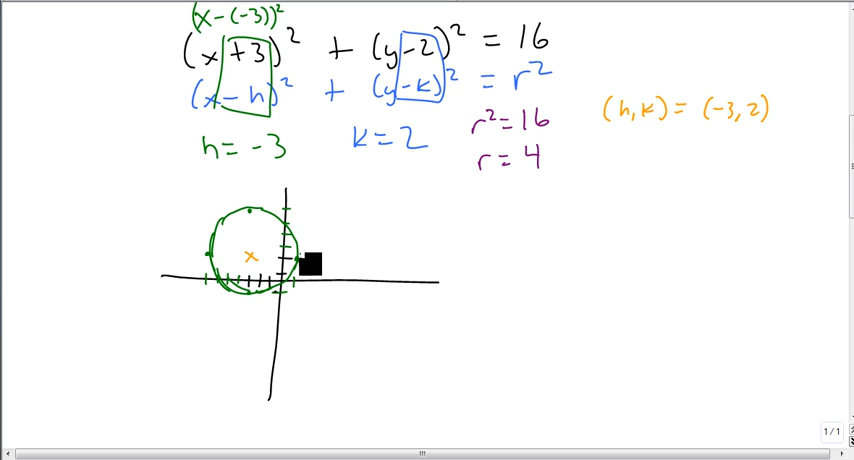 (x-(-3))²
(x+3)² + (y-2)² = 16
(x-h)² + (y-k)² = r²
(h,k) = (-3,2)
r²=16
h=-3 k=2
r=4
x
1/1